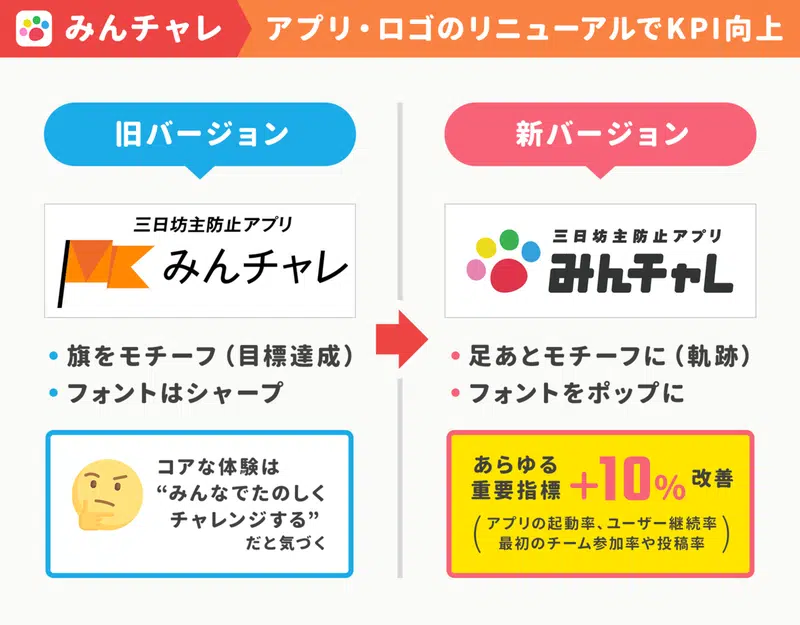 みんチャレ
アプリ・ロゴのリニューアルでKPI向上
旧バージョン
三日坊主防止アプリ
みんチャレ
・旗をモチーフ（目標達成）
・フォントはシャープ
コアな体験は
“みんなでたのしく
チャレンジする”
だと気づく
新バージョン
三日坊主防止アプリ
みんチャレ
・足あとモチーフに（軌跡）
・フォントをポップに
あらゆる
重要指標
+10%改善
（アプリの起動率、ユーザー継続率
最初のチーム参加率や投稿率）